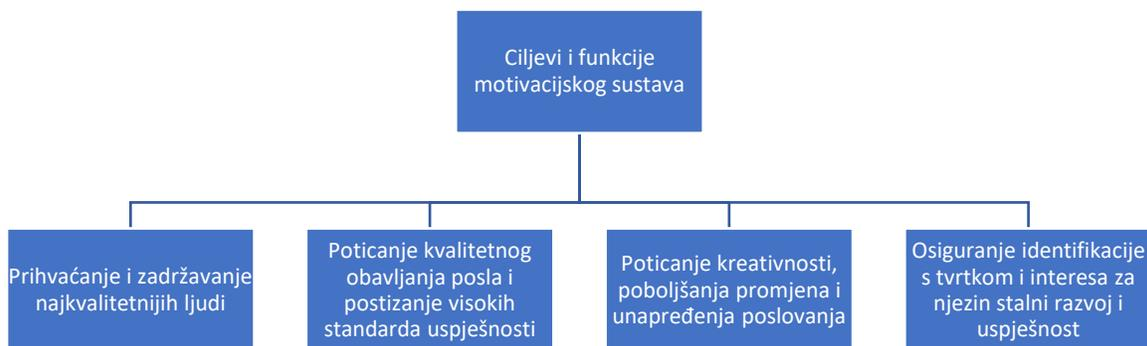 Ciljevi i funkcije
motivacijskog sustava
Prihvaćanje i zadržavanje
najkvalitetnijih ljudi
Poticanje kvalitetnog
obavljanja posla i
postizanje visokih
standarda uspješnosti
Poticanje kreativnosti,
poboljšanja promjena i
unapređenja poslovanja
Osiguranje identifikacije
s tvrtkom i interesa za
njezin stalni razvoj i
uspješnost